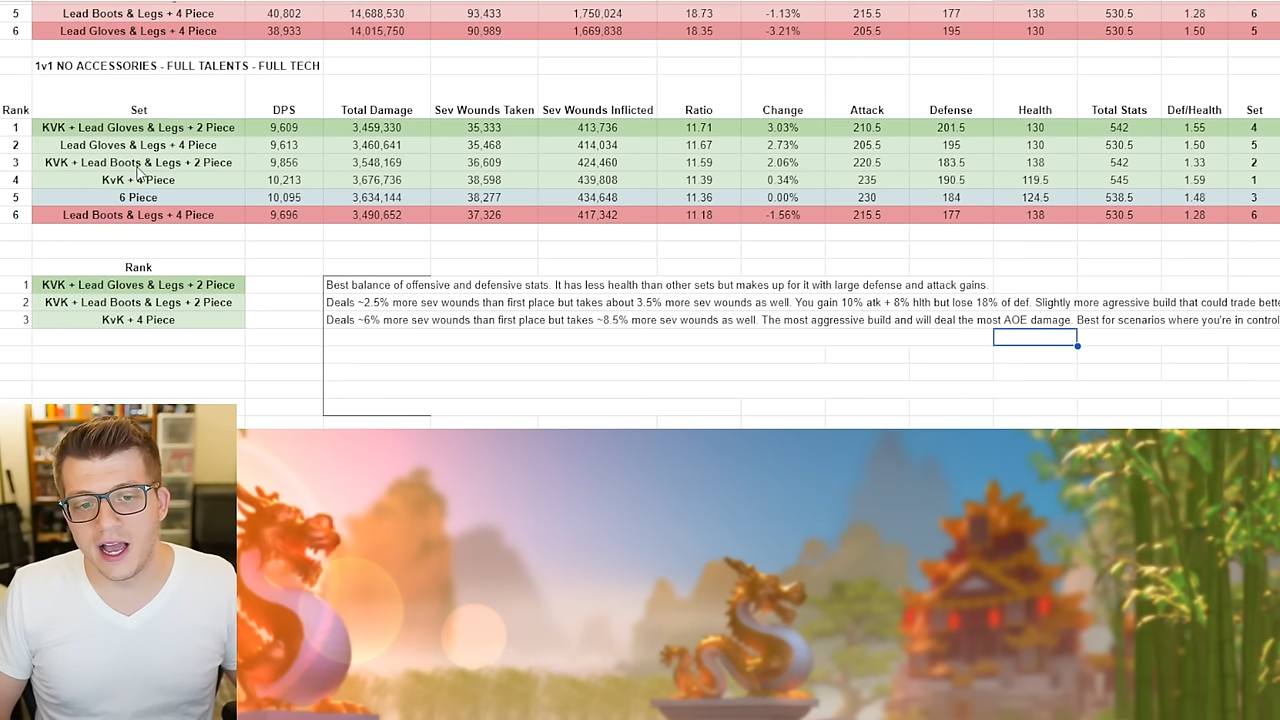 5 Lead Boots & Legs + 4 Piece 40,802 14,688,530 93,433 1,750,024 18.73 -1.13% 215.5 177 138 530.5 1.28 6
6 Lead Gloves & Legs + 4 Piece 38,933 14,015,750 90,989 1,669,838 18.35 -3.21% 205.5 195 130 530.5 1.50 5
1v1 NO ACCESSORIES - FULL TALENTS - FULL TECH
Rank Set DPS Total Damage Sev Wounds Taken Sev Wounds Inflicted Ratio Change Attack Defense Health Total Stats Def/Health Set
1 KVK + Lead Gloves & Legs + 2 Piece 9,609 3,459,330 35,333 413,736 11.71 3.03% 210.5 201.5 130 542 1.55 4
2 Lead Gloves & Legs + 4 Piece 9,613 3,460,641 35,468 414,034 11.67 2.73% 205.5 195 130 530.5 1.50 5
3 KVK + Lead Boots & Legs + 2 Piece 9,856 3,548,169 36,609 424,460 11.59 2.06% 220.5 183.5 138 542 1.33 2
4 KvK + 4 Piece 10,213 3,676,736 38,598 439,808 11.39 0.34% 235 190.5 119.5 545 1.59 1
5 6 Piece 10,095 3,634,144 38,277 434,648 11.36 0.00% 230 184 124.5 538.5 1.48 3
6 Lead Boots & Legs + 4 Piece 9,696 3,490,652 37,326 417,342 11.18 -1.56% 215.5 177 138 530.5 1.28 6
Rank
1 KVK + Lead Gloves & Legs + 2 Piece Best balance of offensive and defensive stats. It has less health than other sets but makes up for it with large defense and attack gains.
2 KVK + Lead Boots & Legs + 2 Piece Deals ~2.5% more sev wounds than first place but takes about 3.5% more sev wounds as well. You gain 10% atk + 8% hlth but lose 18% of def. Slightly more agressive build that could trade bette
3 KvK + 4 Piece Deals ~6% more sev wounds than first place but takes ~8.5% more sev wounds as well. The most aggressive build and will deal the most AOE damage. Best for scenarios where you're in control